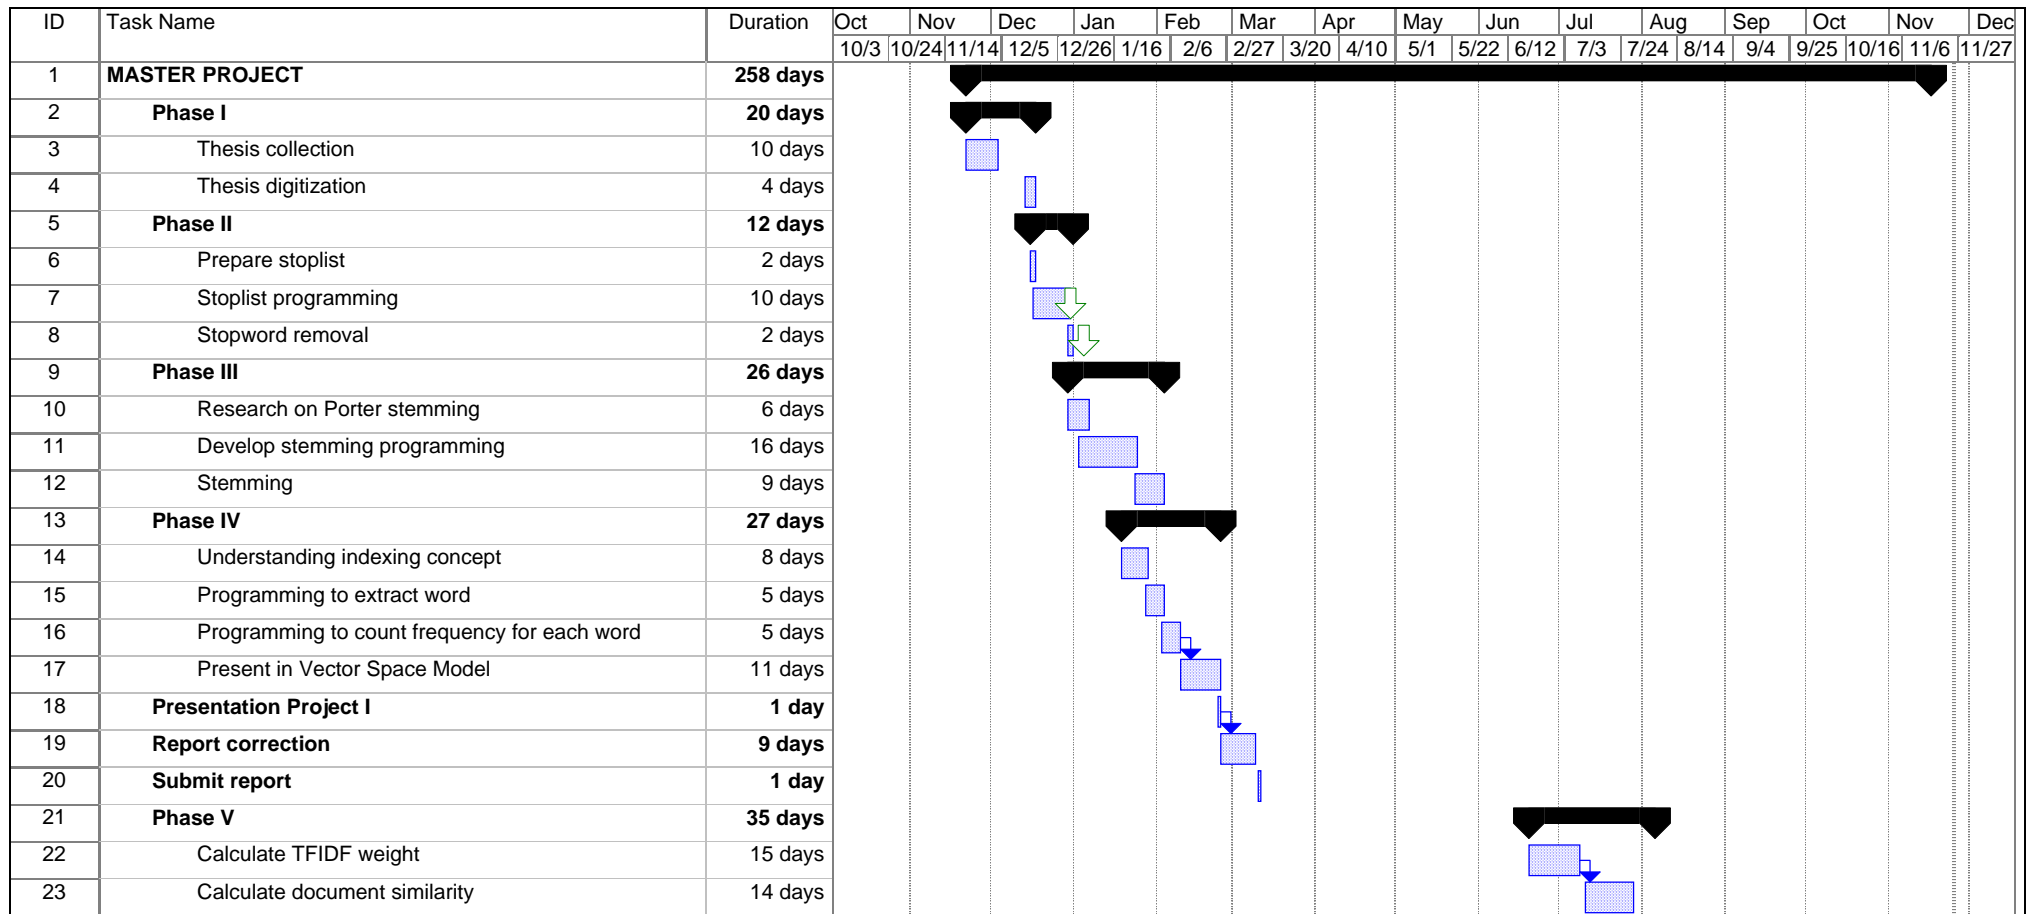 ID Task Name Duration Oct Nov Dec Jan Feb Mar Apr May Jun Jul Aug Sep Oct Nov Dec
10/3 10/24 11/14 12/5 12/26 1/16 2/6 2/27 3/20 4/10 5/1 5/22 6/12 7/3 7/24 8/14 9/4 9/25 10/16 11/6 11/27
1 MASTER PROJECT 258 days
2 Phase I 20 days
3 Thesis collection 10 days
4 Thesis digitization 4 days
5 Phase II 12 days
6 Prepare stoplist 2 days
7 Stoplist programming 10 days
8 Stopword removal 2 days
9 Phase III 26 days
10 Research on Porter stemming 6 days
11 Develop stemming programming 16 days
12 Stemming 9 days
13 Phase IV 27 days
14 Understanding indexing concept 8 days
15 Programming to extract word 5 days
16 Programming to count frequency for each word 5 days
17 Present in Vector Space Model 11 days
18 Presentation Project I 1 day
19 Report correction 9 days
20 Submit report 1 day
21 Phase V 35 days
22 Calculate TFIDF weight 15 days
23 Calculate document similarity 14 days